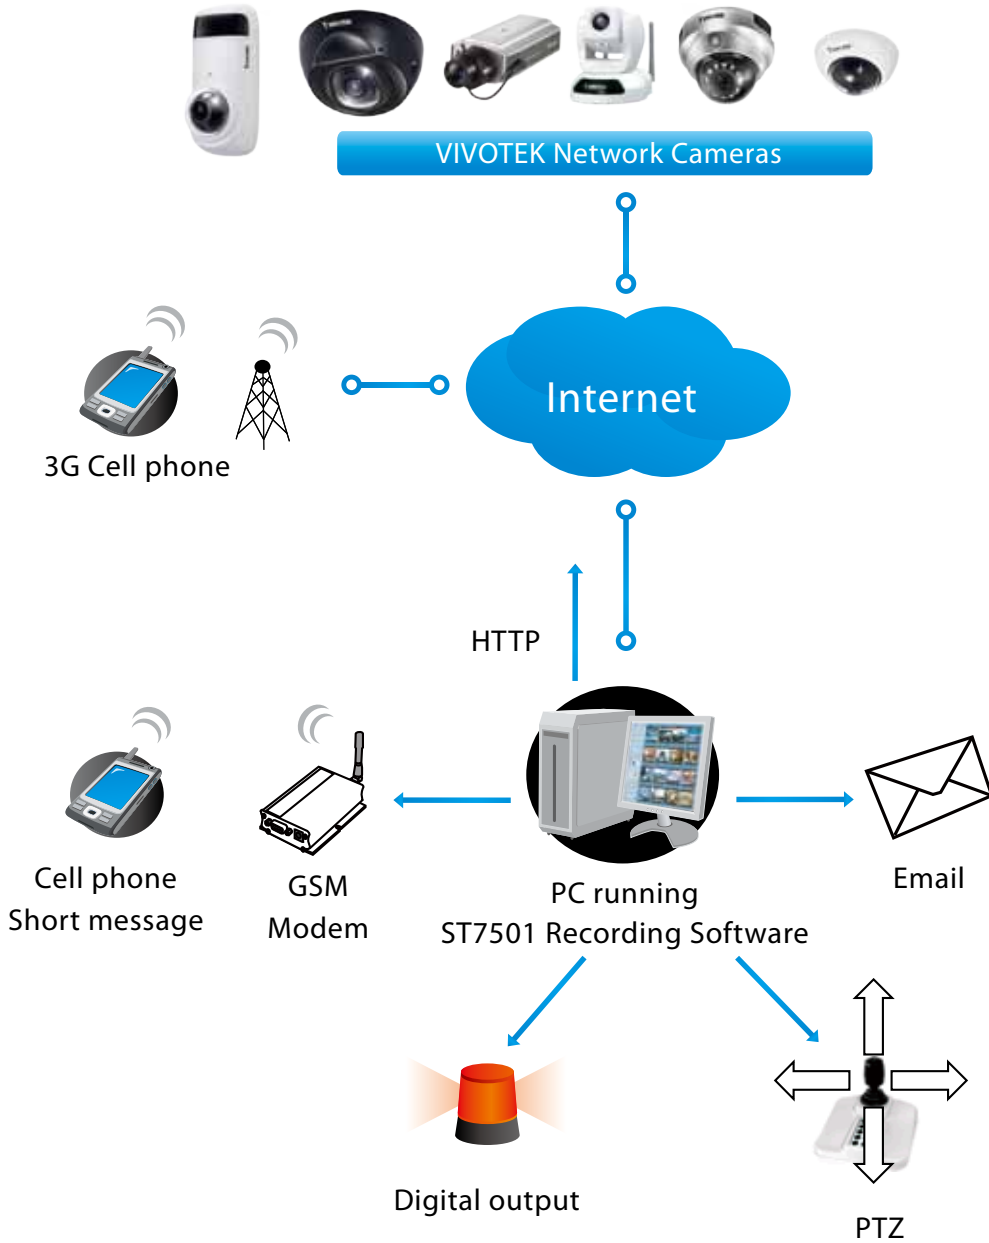 VIVOTEK Network Cameras
Internet
3G Cell phone
HTTP
Cell phone
Short message
GSM
Modem
PC running
ST7501 Recording Software
Email
Digital output
PTZ